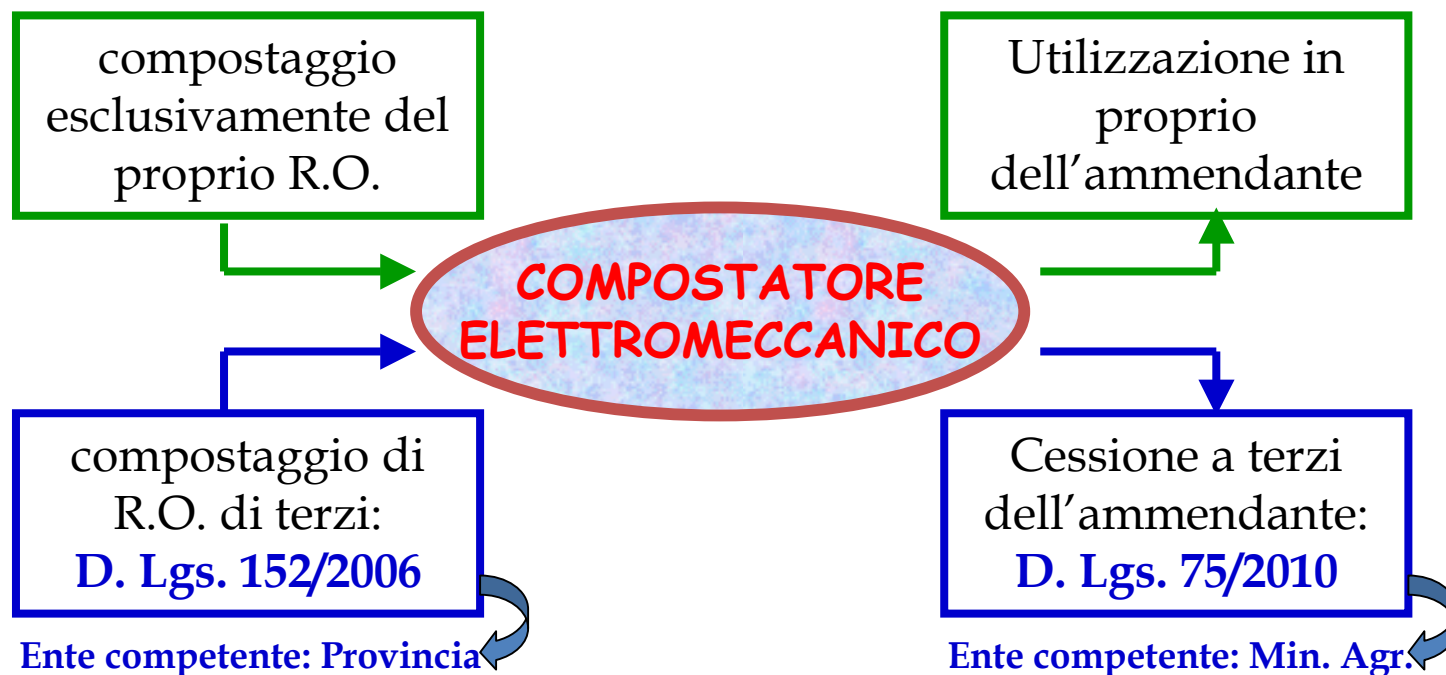 compostaggio
esclusivamente del
proprio R.O.
Utilizzazione in
proprio
dell’ammendante
COMPOSTATORE
ELETTROMECCANICO
compostaggio di
R.O. di terzi:
D. Lgs. 152/2006
Ente competente: Provincia
Cessione a terzi
dell’ammendante:
D. Lgs. 75/2010
Ente competente: Min. Agr.